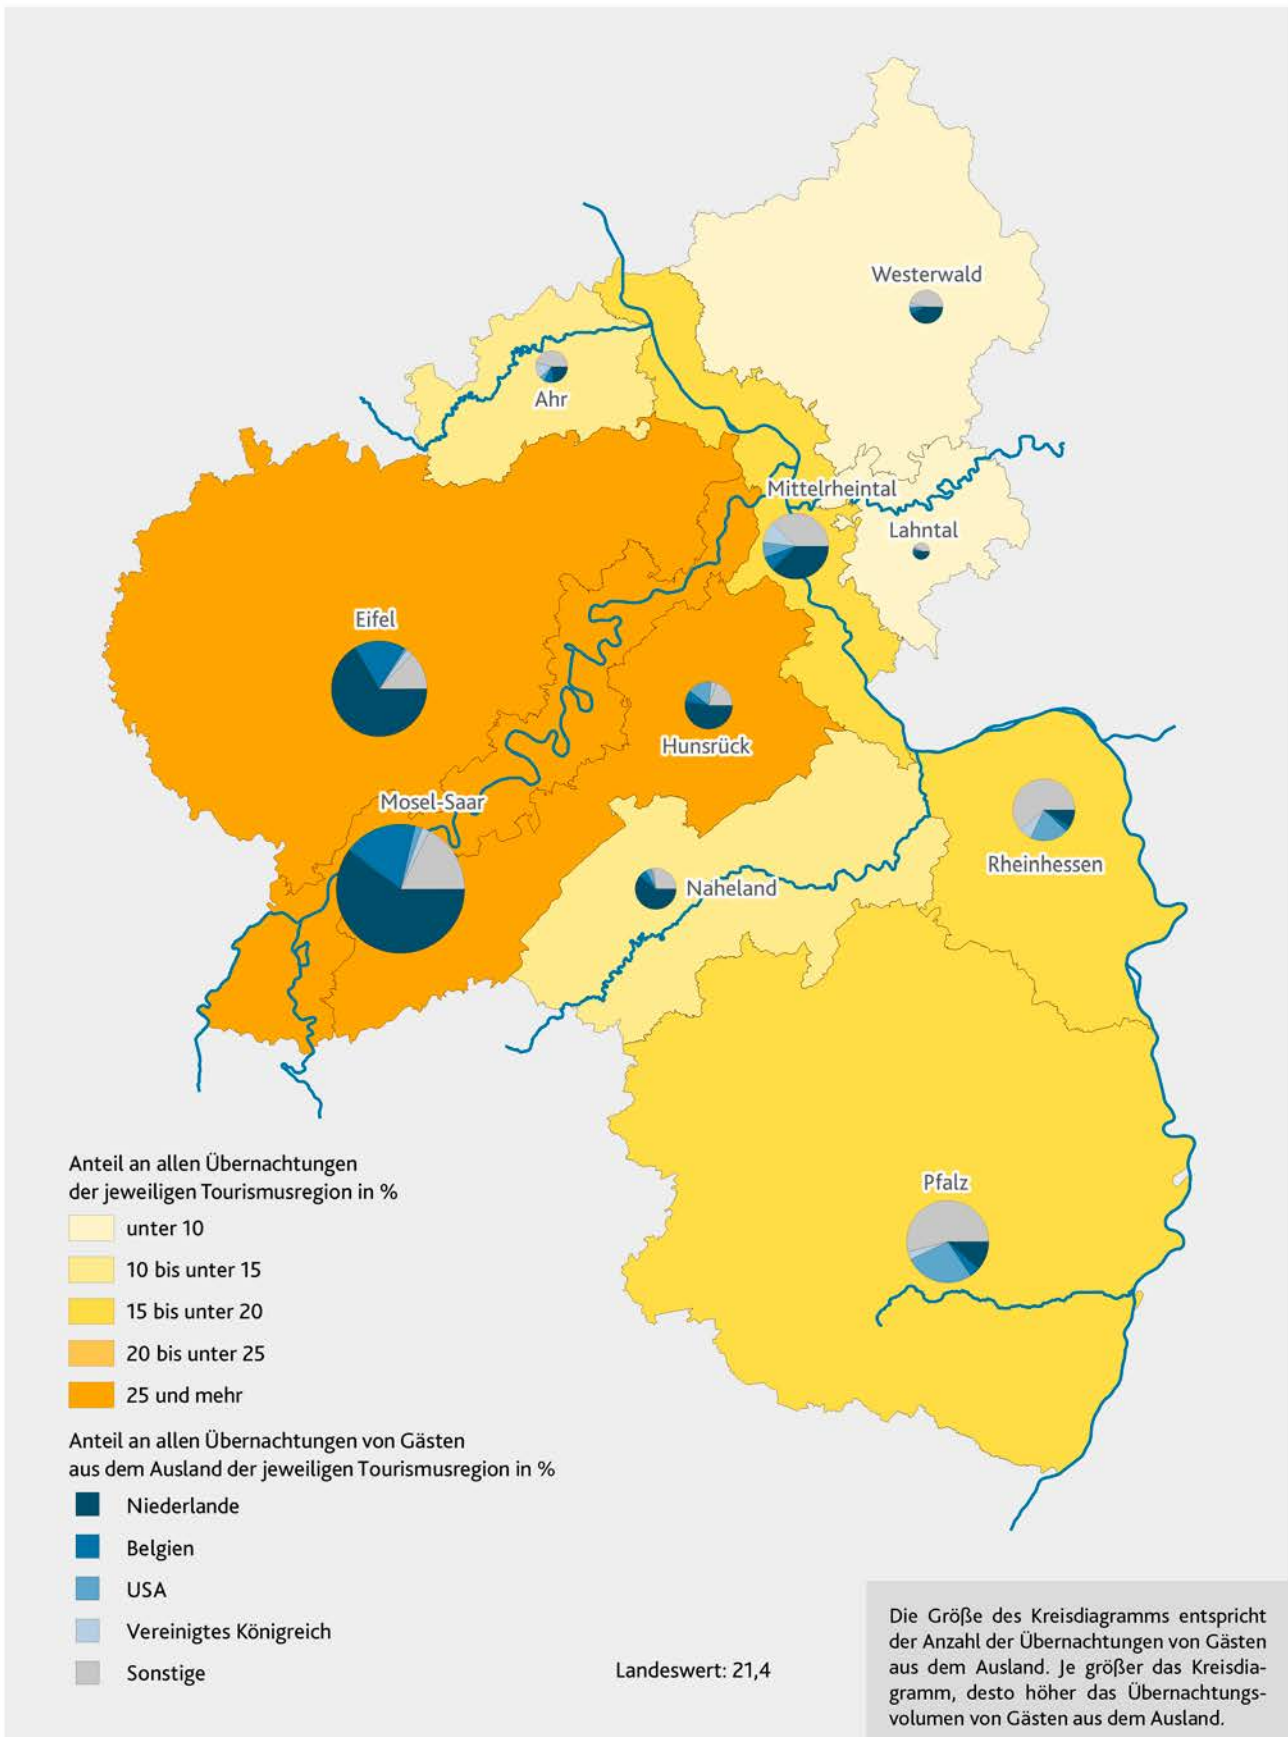 Westerwald
Ahr
Mittelrheintal
Lahntal
Eifel
Hunsrück
Mosel-Saar
Rheinhessen
Naheland
Pfalz
Anteil an allen Übernachtungen
der jeweiligen Tourismusregion in %
unter 10
10 bis unter 15
15 bis unter 20
20 bis unter 25
25 und mehr
Anteil an allen Übernachtungen von Gästen
aus dem Ausland der jeweiligen Tourismusregion in %
Niederlande
Belgien
USA
Vereinigtes Königreich
Sonstige
Landeswert: 21,4
Die Größe des Kreisdiagramms entspricht
der Anzahl der Übernachtungen von Gästen
aus dem Ausland. Je größer das Kreisdia-
gramm, desto höher das Übernachtungs-
volumen von Gästen aus dem Ausland.